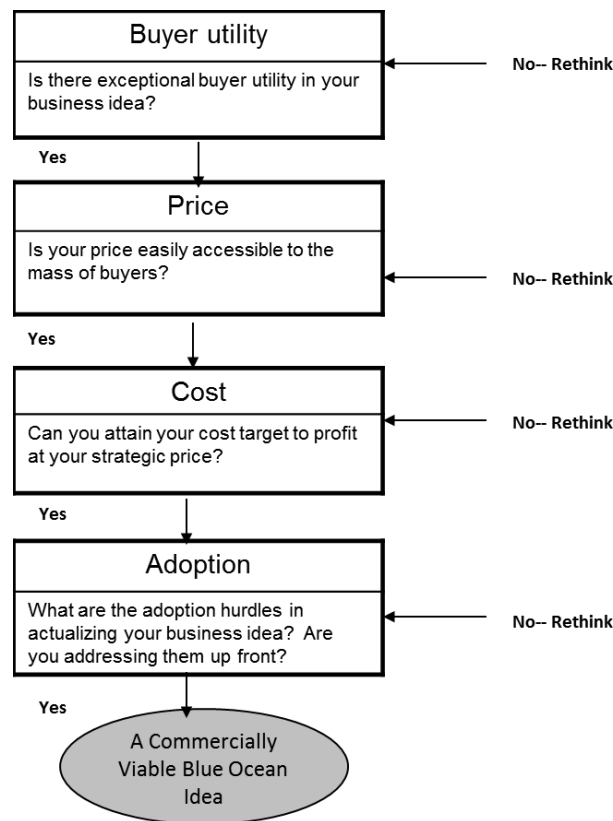 Buyer utility
No-- Rethink
Is there exceptional buyer utility in your
business idea?
Yes
Price
Is your price easily accessible to the
mass of buyers?
No-- Rethink
Yes
Cost
No-- Rethink
Can you attain your cost target to profit
at your strategic price?
Yes
Adoption
What are the adoption hurdles in
actualizing your business idea? Are
you addressing them up front?
No-- Rethink
Yes
A Commercially
Viable Blue Ocean
Idea